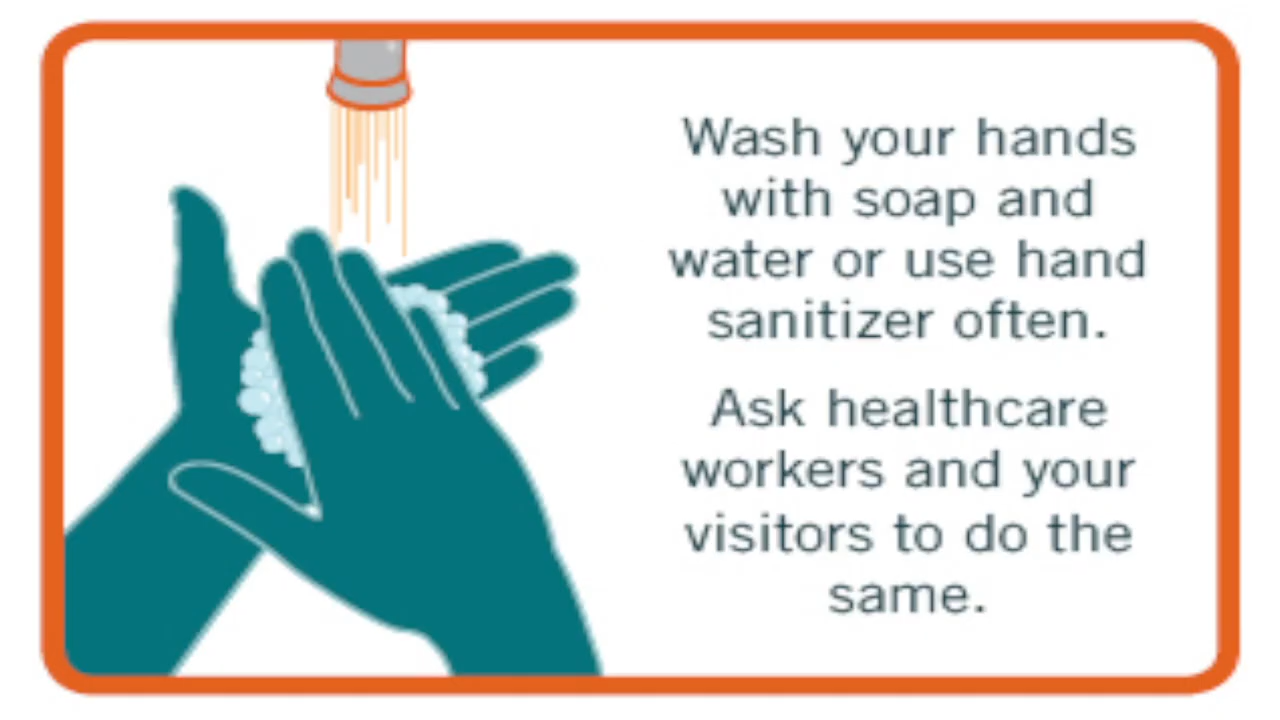 Wash your hands
with soap and
water or use hand
sanitizer often.
Ask healthcare
workers and your
visitors to do the
same.